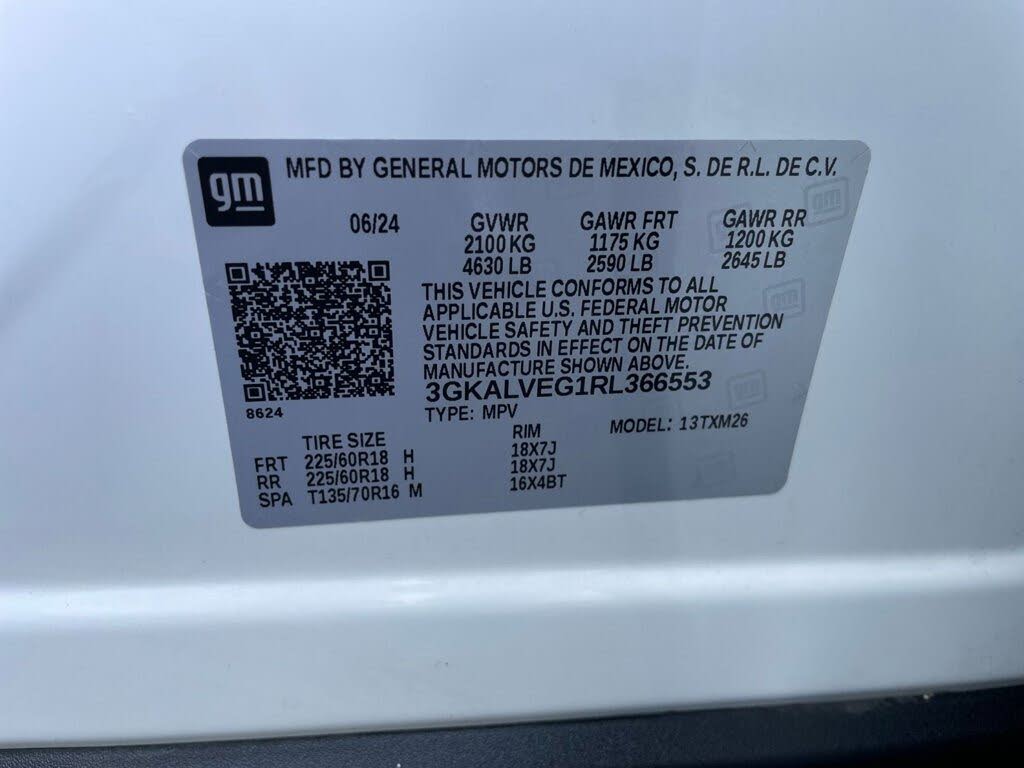 gm MFD BY GENERAL MOTORS DE MEXICO, S. DE R.L. DE C.V.
06/24 GVWR GAWR FRT GAWR RR
2100 KG 1175 KG 1200 KG
4630 LB 2590 LB 2645 LB
THIS VEHICLE CONFORMS TO ALL
APPLICABLE U.S. FEDERAL MOTOR
VEHICLE SAFETY AND THEFT PREVENTION
STANDARDS IN EFFECT ON THE DATE OF
MANUFACTURE SHOWN ABOVE.
3GKALVEG1RL366553
8624 TYPE: MPV MODEL: 13TXM26
TIRE SIZE RIM
FRT 225/60R18 H 18X7J
RR 225/60R18 H 18X7J
SPA T135/70R16 M 16X4BT